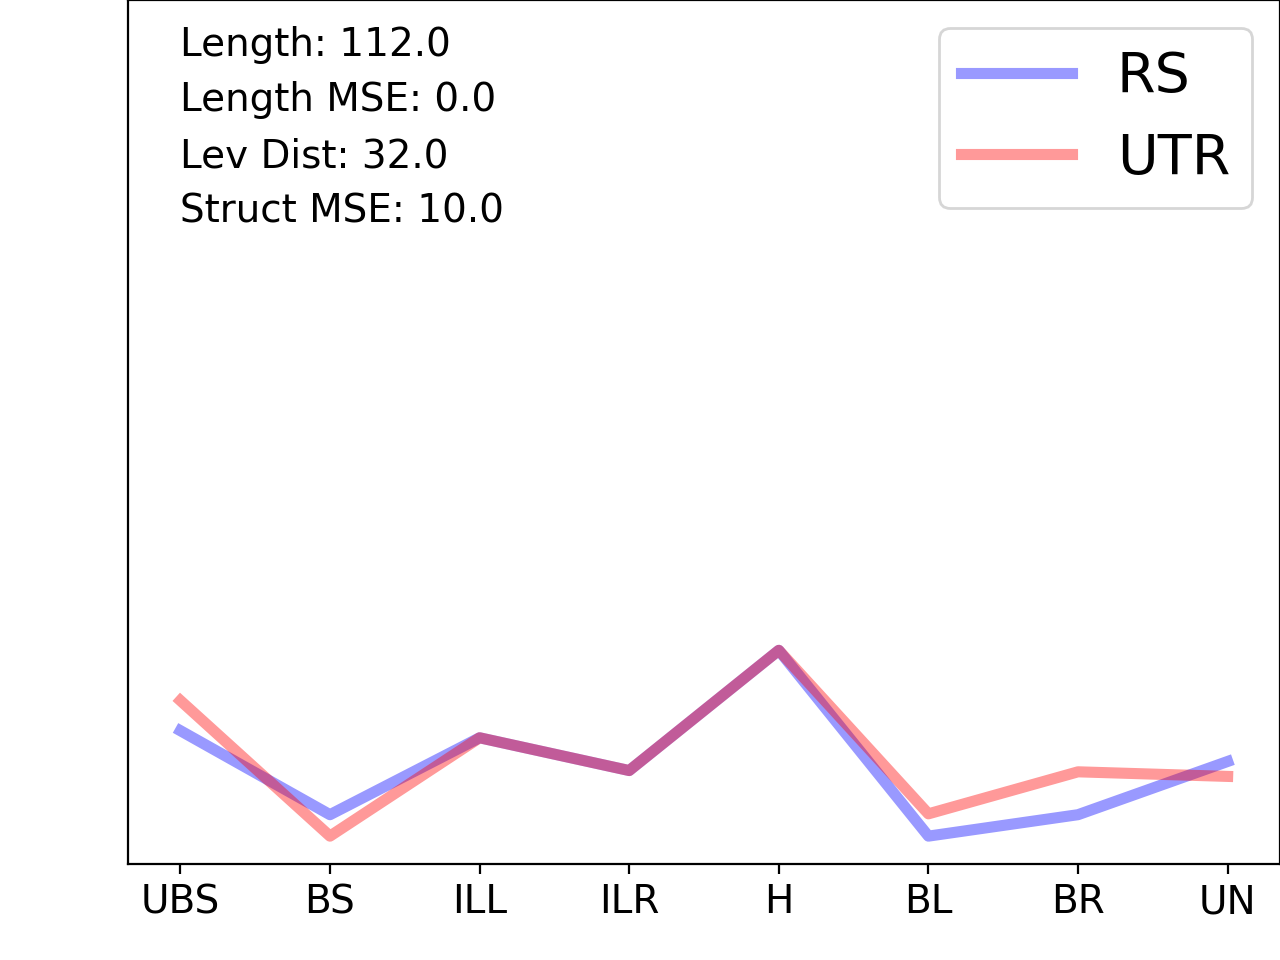 Length: 112.0
Length MSE: 0.0
Lev Dist: 32.0
Struct MSE: 10.0
RS
UTR
UBS BS ILL ILR H BL BR UN